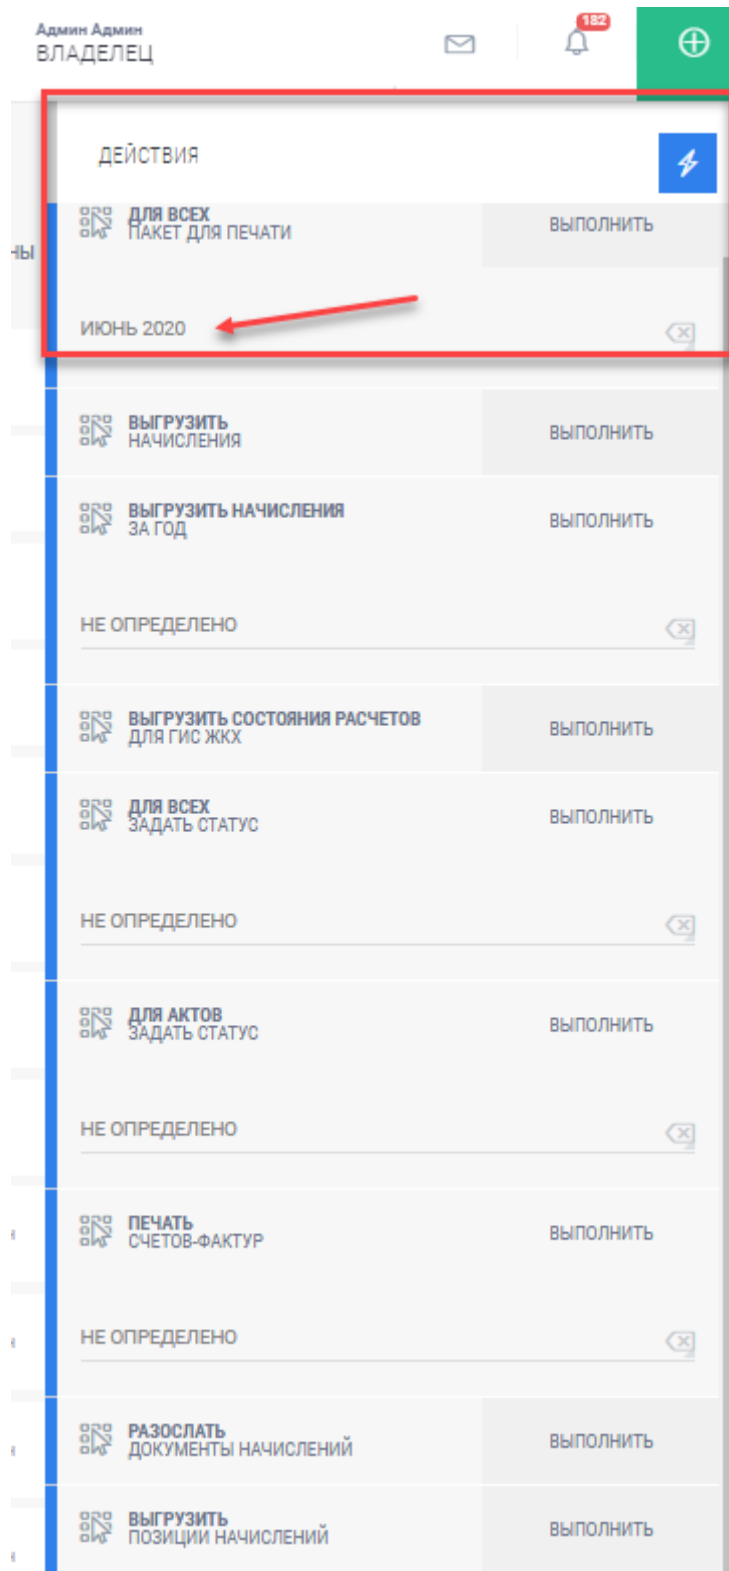 Админ Админ
ВЛАДЕЛЕЦ
182
ДЕЙСТВИЯ
ДЛЯ ВСЕХ
ПАКЕТ ДЛЯ ПЕЧАТИ
ВЫПОЛНИТЬ
НЫ
ИЮНЬ 2020
ВЫГРУЗИТЬ
НАЧИСЛЕНИЯ
ВЫПОЛНИТЬ
ВЫГРУЗИТЬ НАЧИСЛЕНИЯ
ЗА ГОД
ВЫПОЛНИТЬ
НЕ ОПРЕДЕЛЕНО
ВЫГРУЗИТЬ СОСТОЯНИЯ РАСЧЕТОВ
ДЛЯ ГИС ЖКХ
ВЫПОЛНИТЬ
ДЛЯ ВСЕХ
ЗАДАТЬ СТАТУС
ВЫПОЛНИТЬ
НЕ ОПРЕДЕЛЕНО
ДЛЯ АКТОВ
ЗАДАТЬ СТАТУС
ВЫПОЛНИТЬ
НЕ ОПРЕДЕЛЕНО
ПЕЧАТЬ
СЧЕТОВ-ФАКТУР
ВЫПОЛНИТЬ
НЕ ОПРЕДЕЛЕНО
РАЗОСЛАТЬ
ДОКУМЕНТЫ НАЧИСЛЕНИЙ
ВЫПОЛНИТЬ
ВЫГРУЗИТЬ
ПОЗИЦИИ НАЧИСЛЕНИЙ
ВЫПОЛНИТЬ